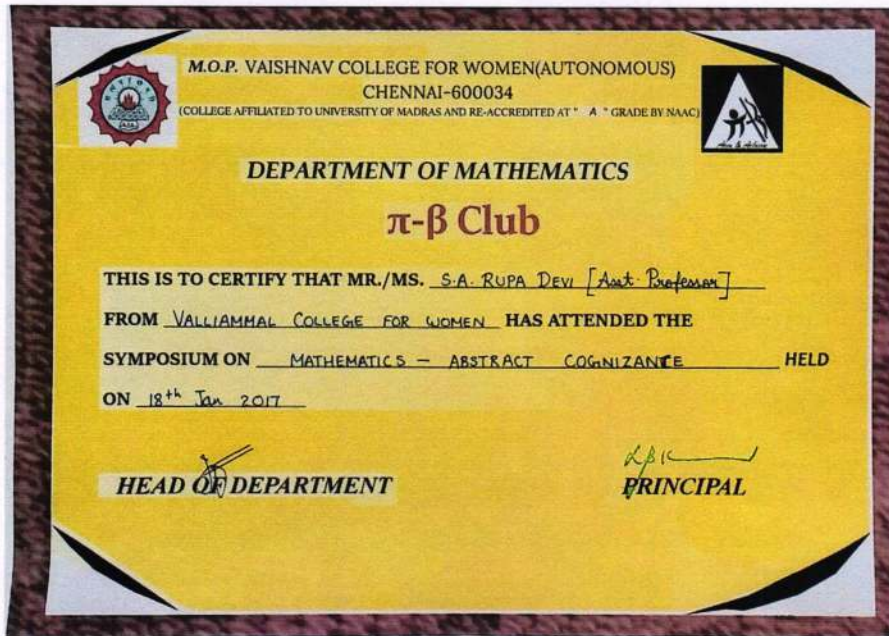 M.O.P. VAISHNAV COLLEGE FOR WOMEN(AUTONOMOUS)
CHENNAI-600034
(COLLEGE AFFILIATED TO UNIVERSITY OF MADRAS AND RE-ACCREDITED AT " A " GRADE BY NAAC)
Aim & Achieve
DEPARTMENT OF MATHEMATICS
π-β Club
THIS IS TO CERTIFY THAT MR./MS. S.A. RUPA DEVI [Asst. Professor]
FROM VALLIAMMAL COLLEGE FOR WOMEN HAS ATTENDED THE
SYMPOSIUM ON MATHEMATICS – ABSTRACT COGNIZANCE HELD
ON 18th Jan 2017
HEAD OF DEPARTMENT PRINCIPAL